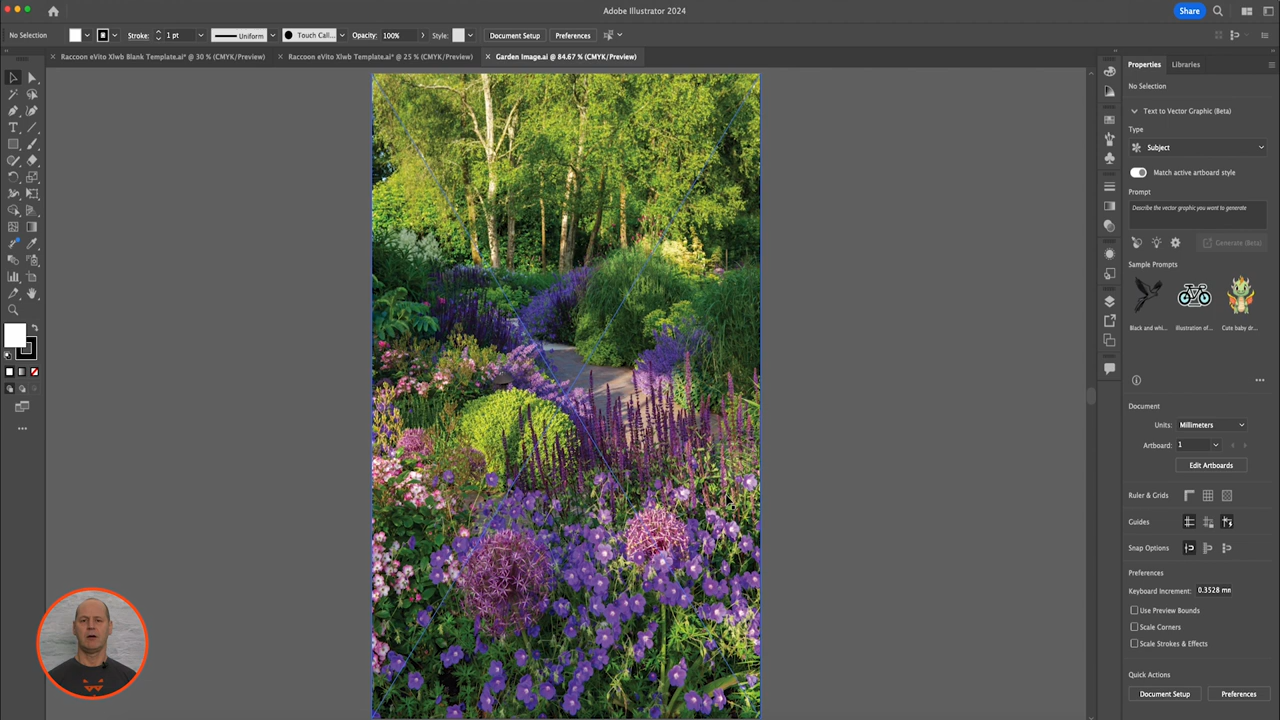 Adobe Illustrator 2024
Share
No Selection
Stroke:
1 pt
Uniform
Touch Call...
Opacity:
100%
Style:
Document Setup
Preferences
Raccoon eVito Xlwb Blank Template.ai* @ 30 % (CMYK/Preview)
Raccoon eVito Xlwb Template.ai* @ 25 % (CMYK/Preview)
Garden Image.ai @ 84.67 % (CMYK/Preview)
Properties
Libraries
No Selection
Text to Vector Graphic (Beta)
Type
Subject
Match active artboard style
Prompt
Describe the vector graphic you want to generate
Generate (Beta)
Sample Prompts
Black and whi...
Illustration of...
Cute baby dr...
Document
Units:
Millimeters
Artboard:
1
Edit Artboards
Ruler & Grids
Guides
Snap Options
Preferences
Keyboard Increment:
0.3528 mm
Use Preview Bounds
Scale Corners
Scale Strokes & Effects
Quick Actions
Document Setup
Preferences